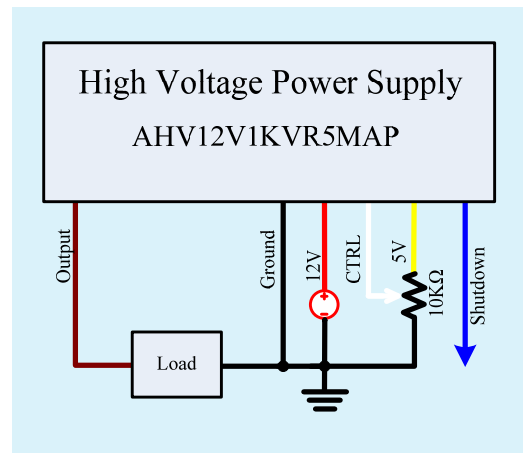 High Voltage Power Supply
AHV12V1KVR5MAP
Output
Ground
12V
CTRL
5V
10KΩ
Shutdown
Load